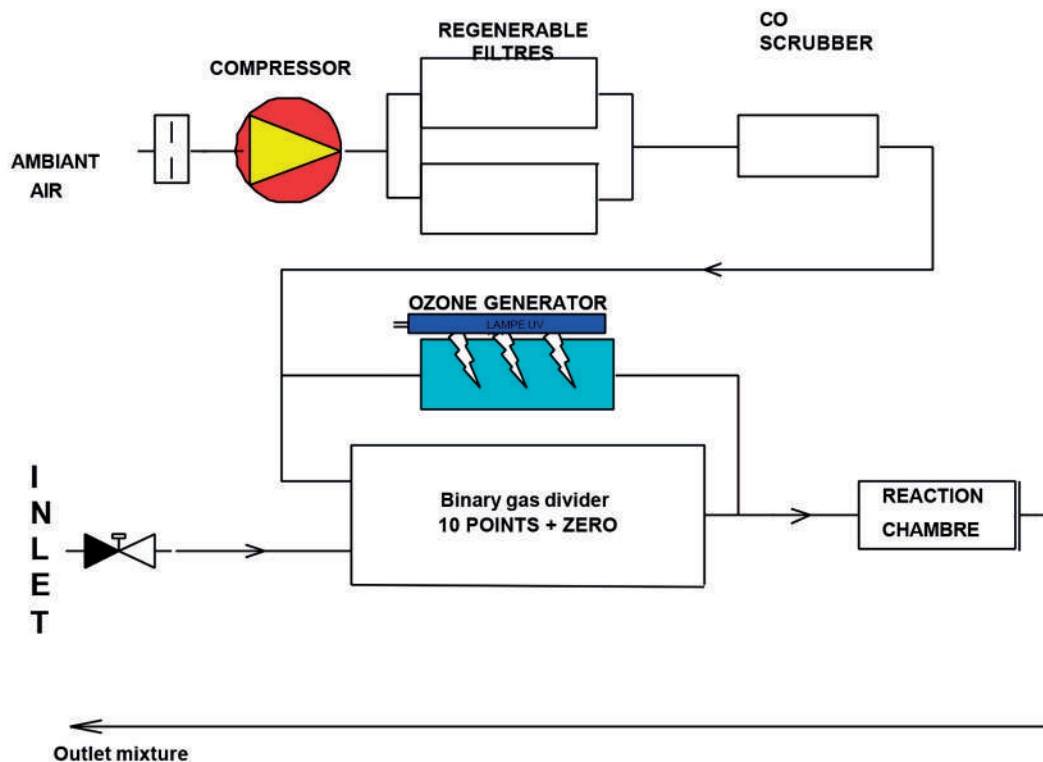 REGENERABLE
FILTRES
CO
SCRUBBER
COMPRESSOR
AMBIANT
AIR
OZONE GENERATOR
LAMPE UV
INLET
Binary gas divider
10 POINTS + ZERO
REACTION
CHAMBRE
Outlet mixture